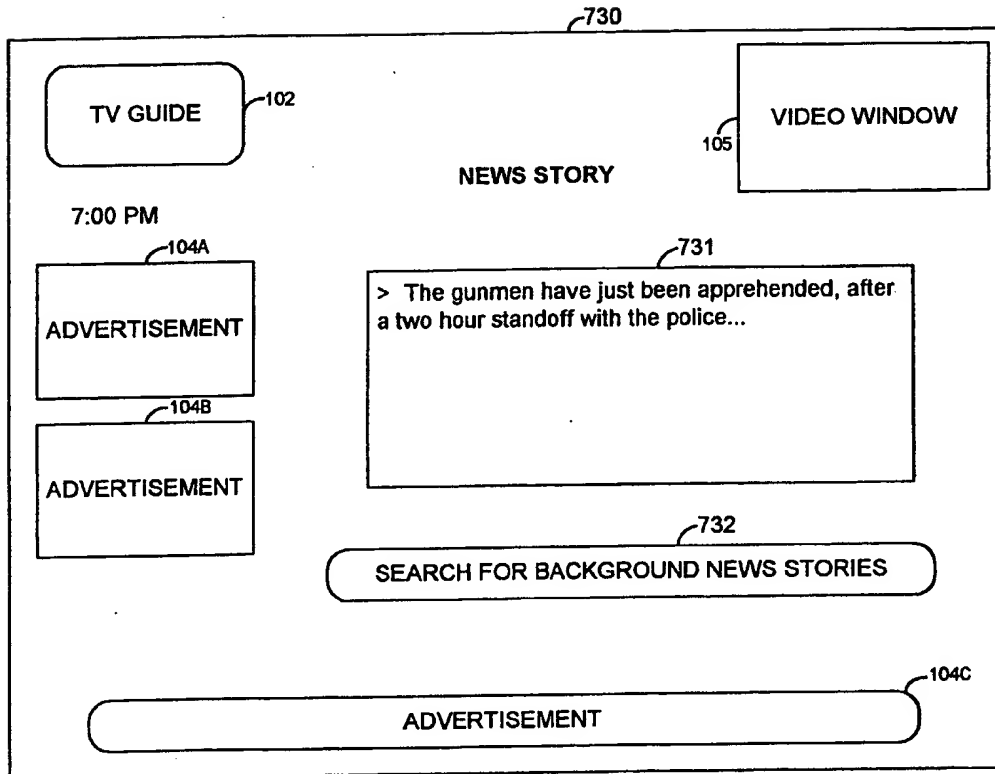 730
TV GUIDE
102
VIDEO WINDOW
105
NEWS STORY
7:00 PM
104A
ADVERTISEMENT
731
> The gunmen have just been apprehended, after
a two hour standoff with the police...
104B
ADVERTISEMENT
732
SEARCH FOR BACKGROUND NEWS STORIES
104C
ADVERTISEMENT